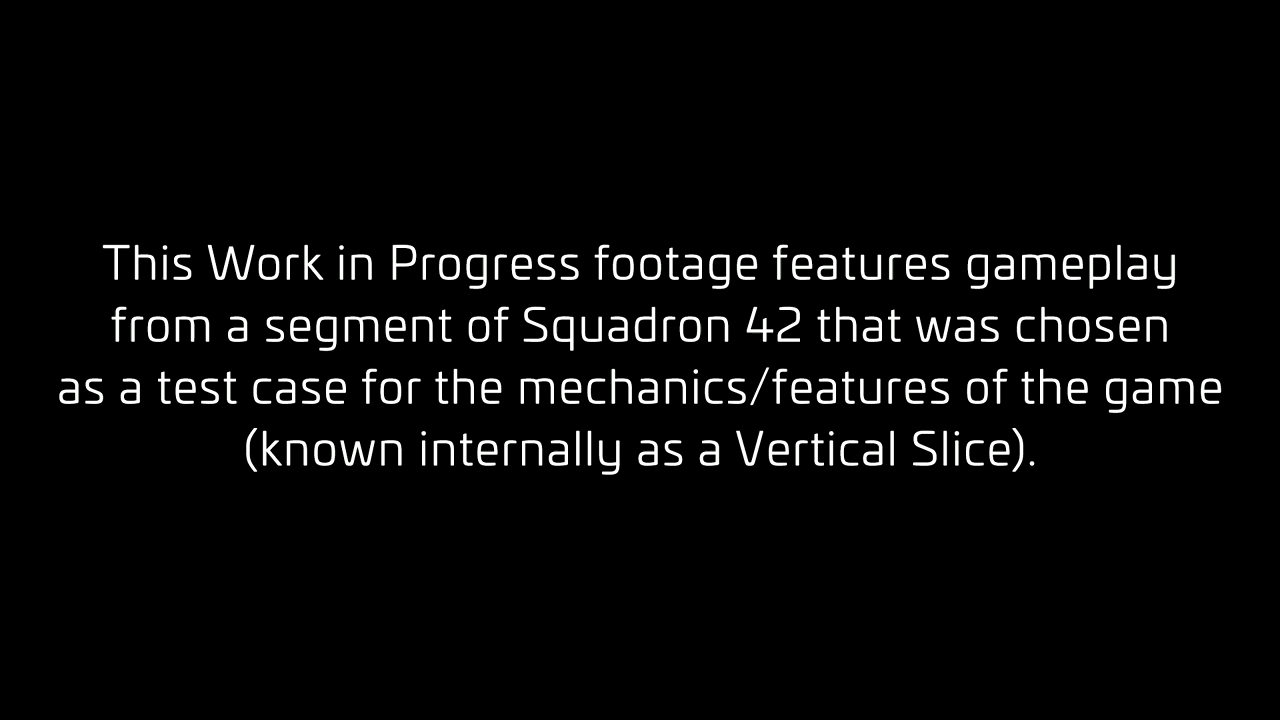 This Work in Progress footage features gameplay
from a segment of Squadron 42 that was chosen
as a test case for the mechanics/features of the game
(known internally as a Vertical Slice).